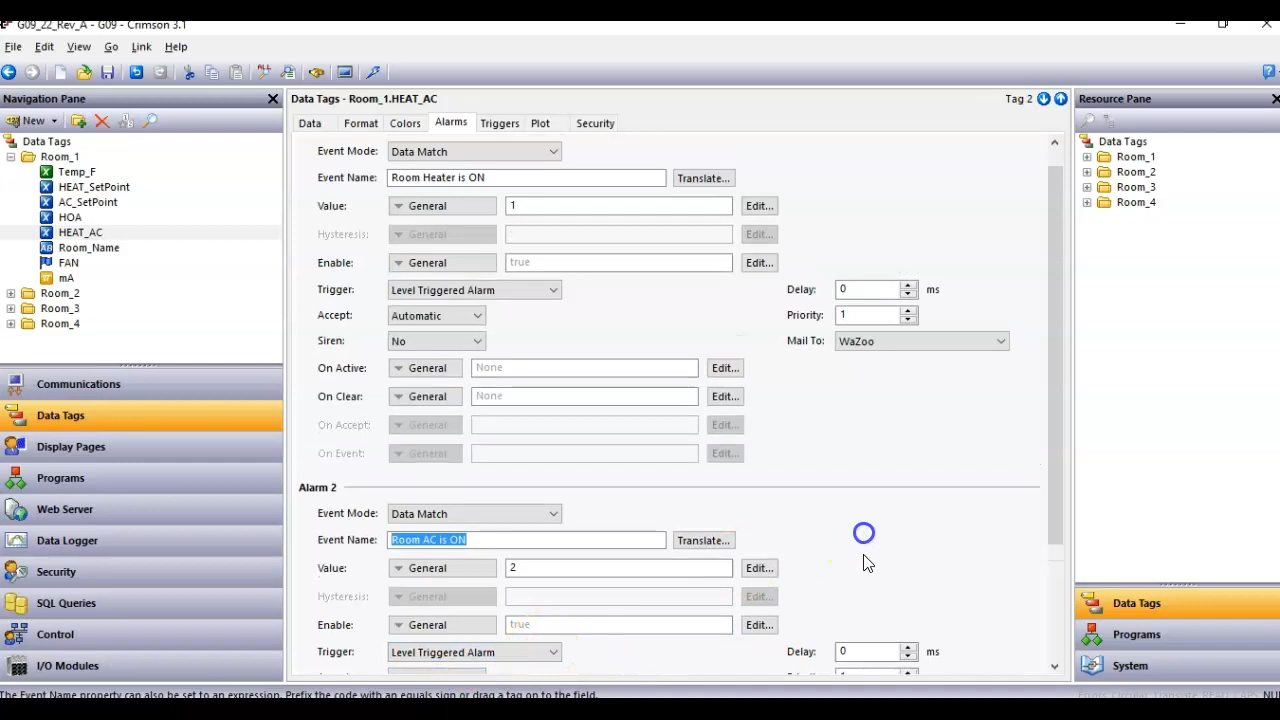 G09_22_Rev_A - G09 - Crimson 3.1
File Edit View Go Link Help
Navigation Pane
New
Data Tags
Room_1
Temp_F
HEAT_SetPoint
AC_SetPoint
HOA
HEAT_AC
Room_Name
FAN
mA
Room_2
Room_3
Room_4
Communications
Data Tags
Display Pages
Programs
Web Server
Data Logger
Security
SQL Queries
Control
I/O Modules
Data Tags - Room_1.HEAT_AC
Tag 2
Data Format Colors Alarms Triggers Plot Security
Event Mode: Data Match
Event Name: Room Heater is ON Translate...
Value: General 1 Edit...
Hysteresis: General Edit...
Enable: General true Edit...
Trigger: Level Triggered Alarm Delay: 0 ms
Accept: Automatic Priority: 1
Siren: No Mail To: WaZoo
On Active: General None Edit...
On Clear: General None Edit...
On Accept: General Edit...
On Event: General Edit...
Alarm 2
Event Mode: Data Match
Event Name: Room AC is ON Translate...
Value: General 2 Edit...
Hysteresis: General Edit...
Enable: General true Edit...
Trigger: Level Triggered Alarm Delay: 0 ms
Resource Pane
Data Tags
Room_1
Room_2
Room_3
Room_4
Data Tags
Programs
System
The Event Name property can also be set to an expression. Prefix the code with an equals sign or drag a tag on to the field.
Errors Circular Translate READ CAPS